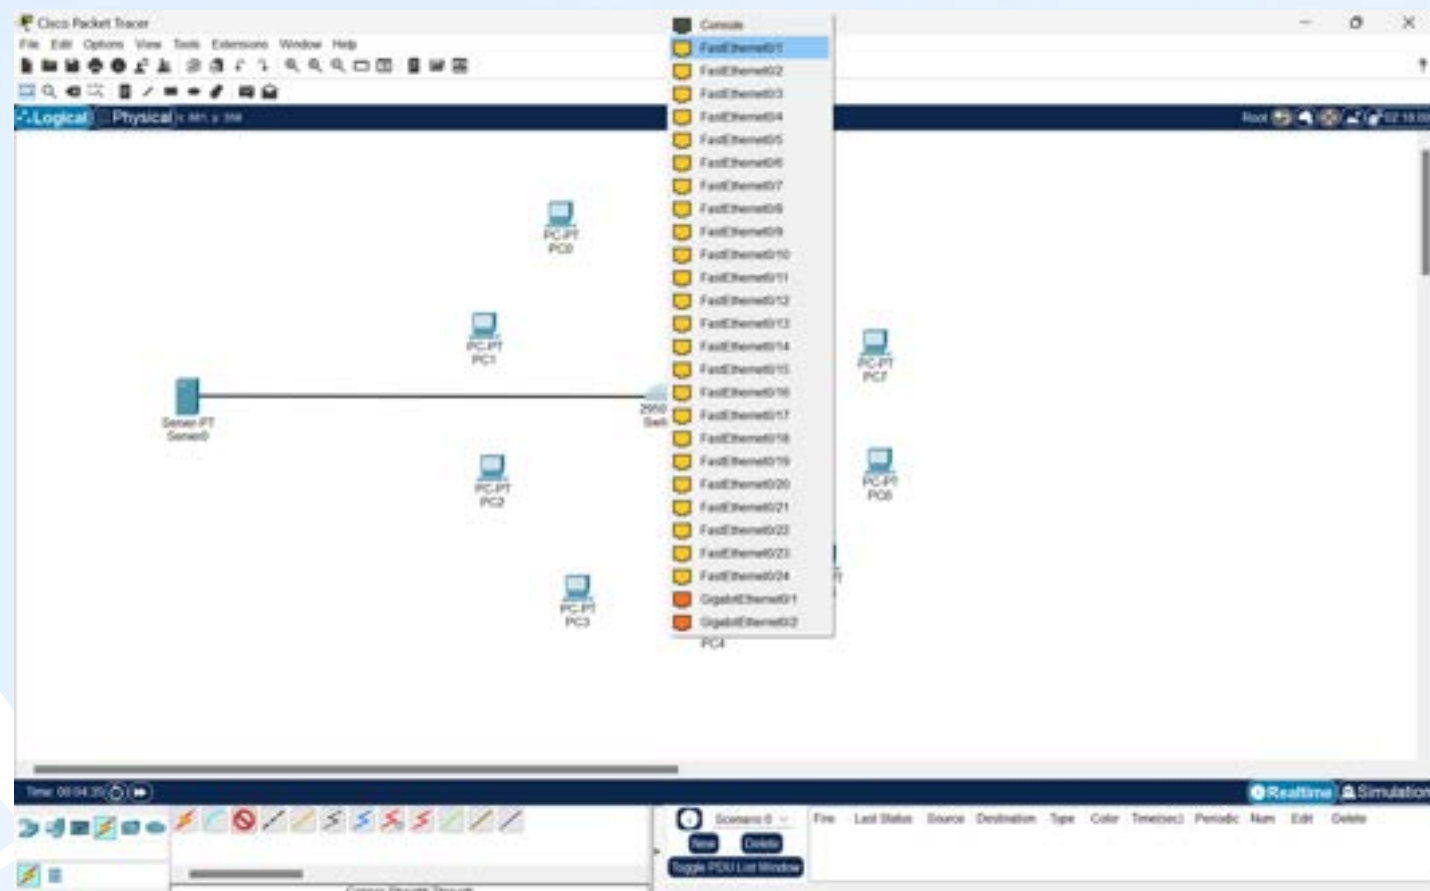 Cisco Packet Tracer
File Edit Options View Tools Extensions Window Help
Logical Physical
Root
Console
FastEthernet0/1
FastEthernet0/2
FastEthernet0/3
FastEthernet0/4
FastEthernet0/5
FastEthernet0/6
FastEthernet0/7
FastEthernet0/8
FastEthernet0/9
FastEthernet0/10
FastEthernet0/11
FastEthernet0/12
FastEthernet0/13
FastEthernet0/14
FastEthernet0/15
FastEthernet0/16
FastEthernet0/17
FastEthernet0/18
FastEthernet0/19
FastEthernet0/20
FastEthernet0/21
FastEthernet0/22
FastEthernet0/23
FastEthernet0/24
GigabitEthernet0/1
GigabitEthernet0/2
PC-PT
PC0
PC-PT
PC1
PC-PT
PC7
Server-PT
Server0
2950
PC-PT
PC2
PC-PT
PC6
PC-PT
PC3
PC4
Time: 00:04:35
Realtime Simulation
Scenario 0
New Delete
Toggle PDU List Window
Fire Last Status Source Destination Type Color Time(sec) Periodic Num Edit Delete